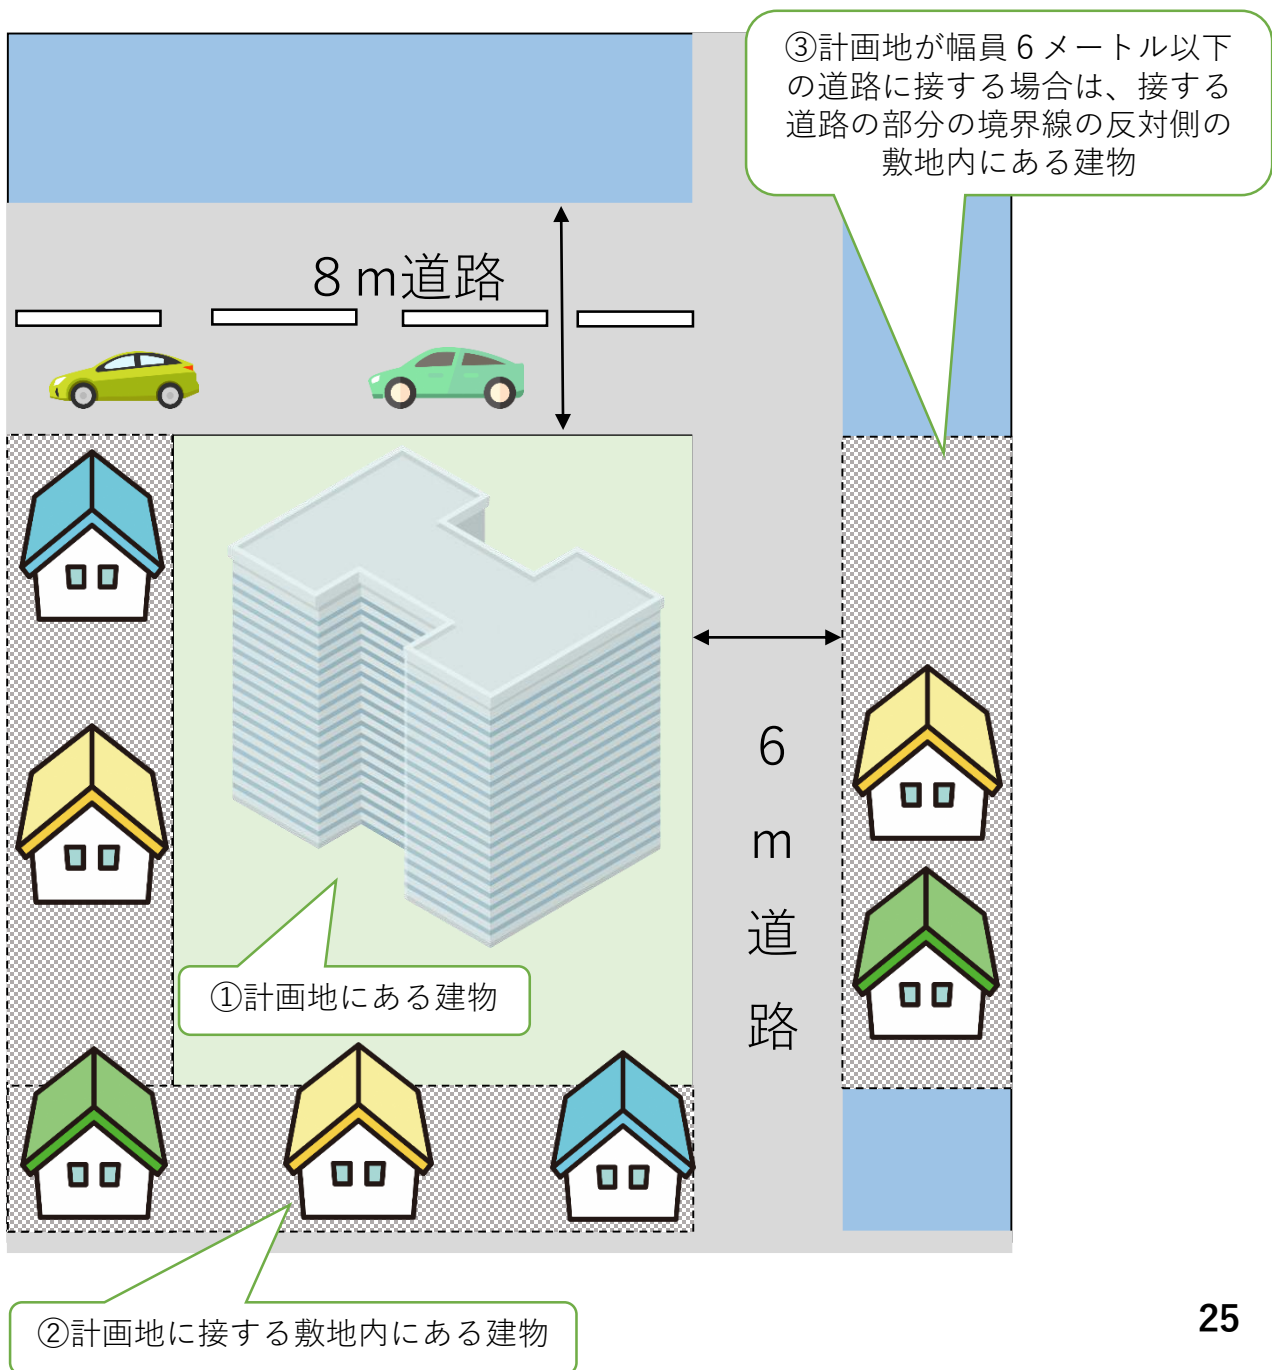 ③計画地が幅員６メートル以下
の道路に接する場合は、接する
道路の部分の境界線の反対側の
敷地内にある建物
８ｍ道路
６ｍ道路
①計画地にある建物
②計画地に接する敷地内にある建物
25